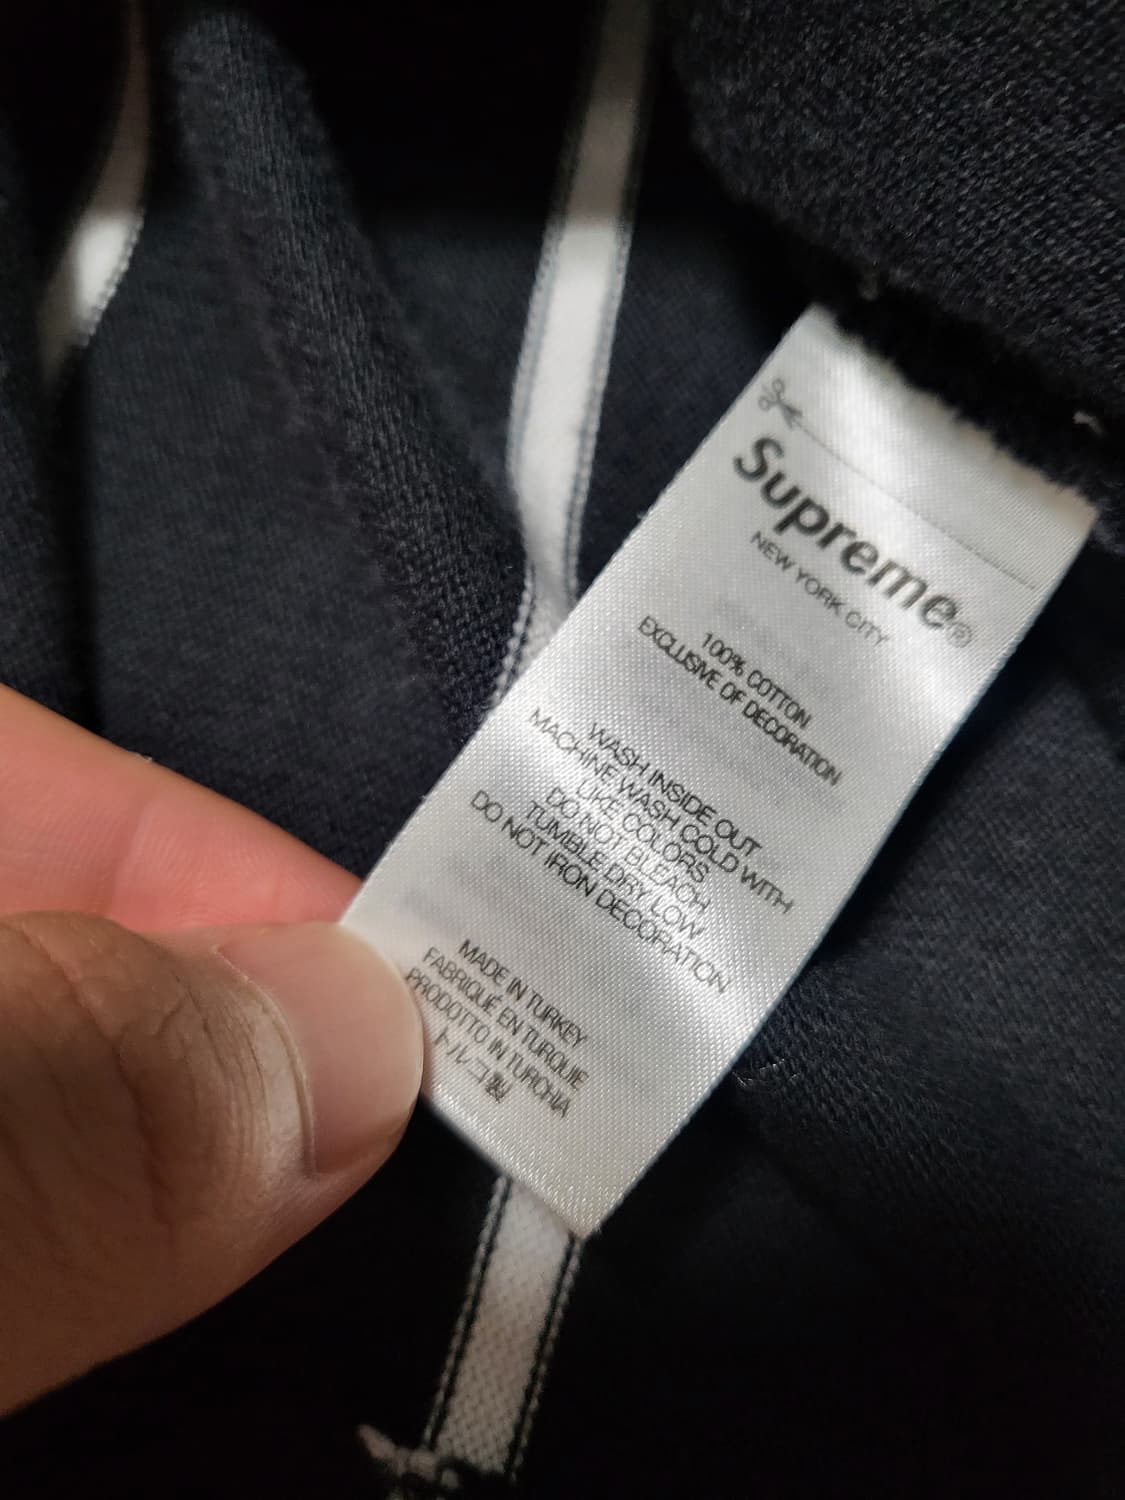 Supreme®
NEW YORK CITY
100% COTTON
EXCLUSIVE OF DECORATION
WASH INSIDE OUT
MACHINE WASH COLD WITH
LIKE COLORS
DO NOT BLEACH
TUMBLE DRY LOW
DO NOT IRON DECORATION
MADE IN TURKEY
FABRIQUÉ EN TURQUIE
PRODOTTO IN TURCHIA
トルコ製